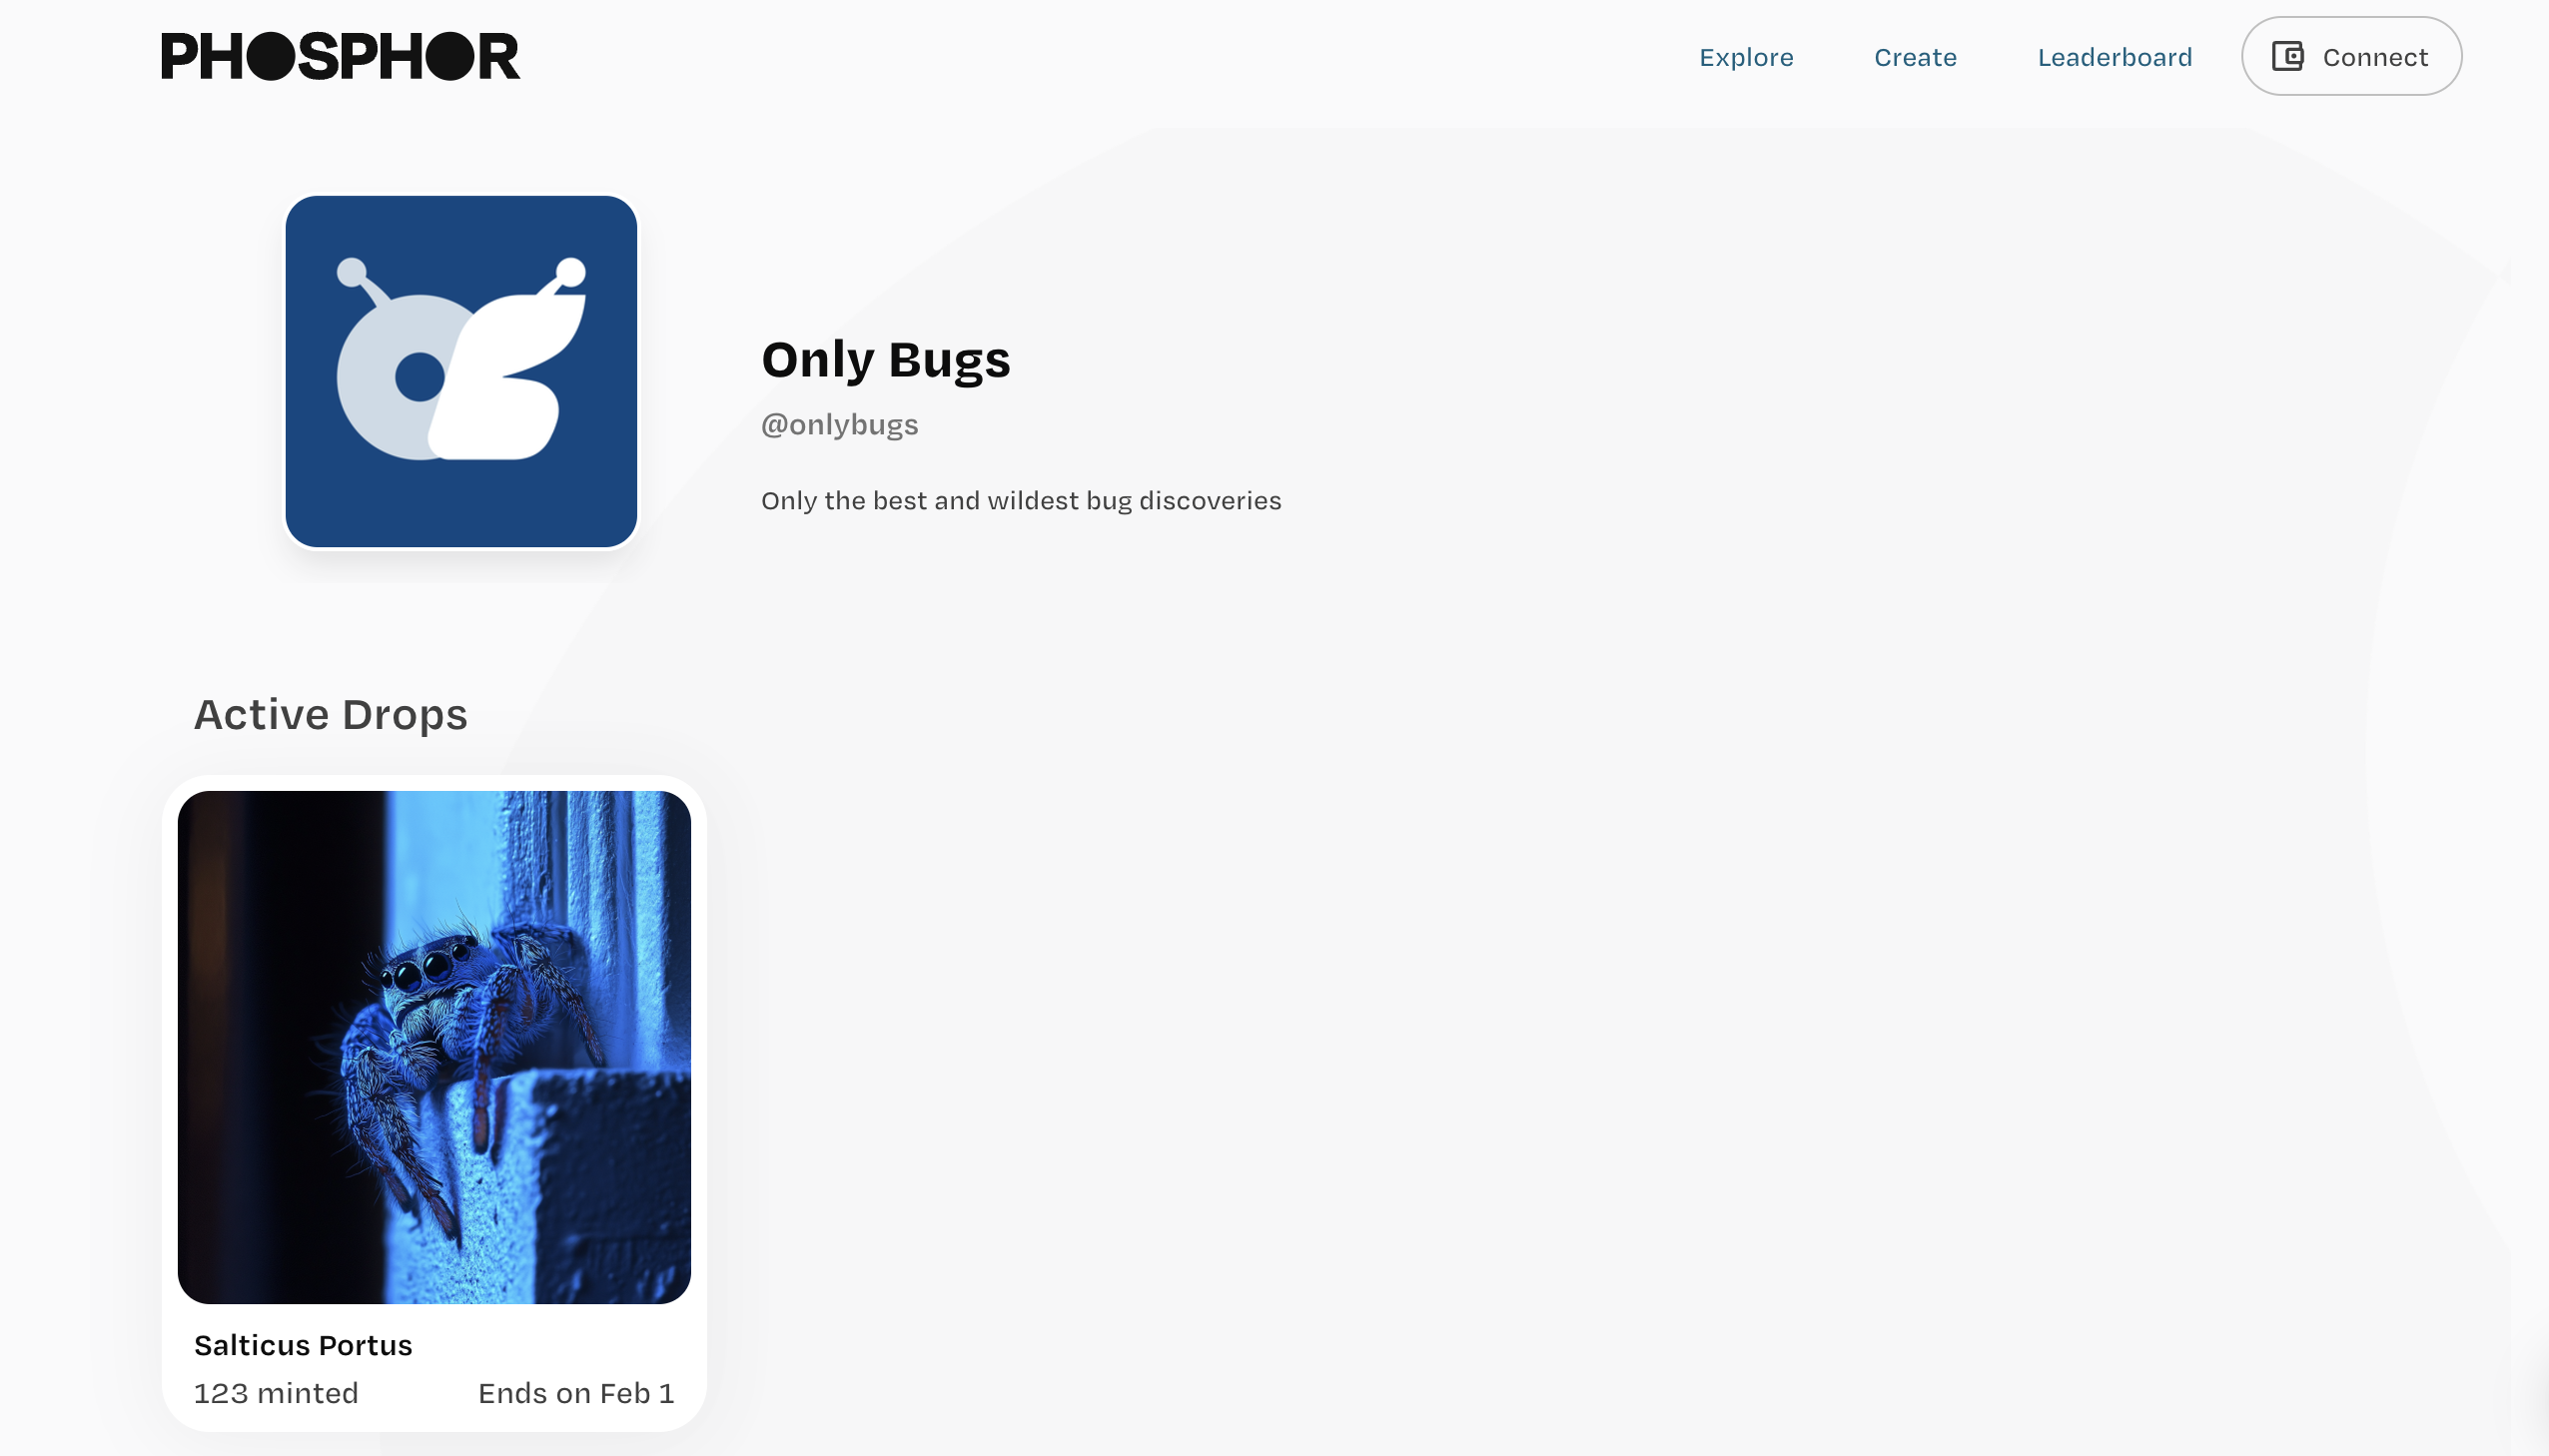 PHOSPHOR
Explore
Create
Leaderboard
Connect
Only Bugs
@onlybugs
Only the best and wildest bug discoveries
Active Drops
Salticus Portus
123 minted
Ends on Feb 1